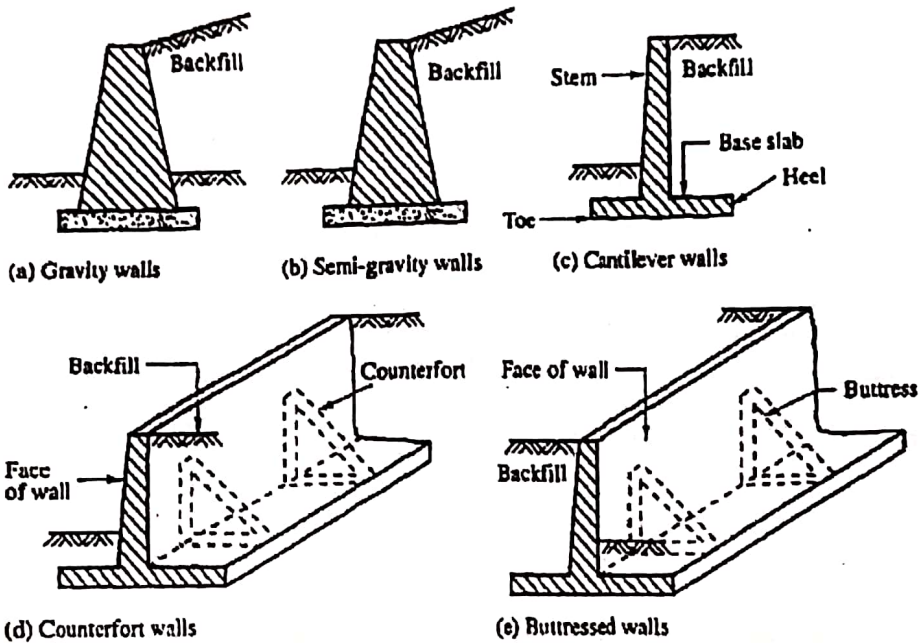 Backfill
(a) Gravity walls
Backfill
(b) Semi-gravity walls
Stem
Backfill
Base slab
Heel
Toe
(c) Cantilever walls
Backfill
Counterfort
Face
of wall
(d) Counterfort walls
Face of wall
Buttress
Backfill
(e) Buttressed walls